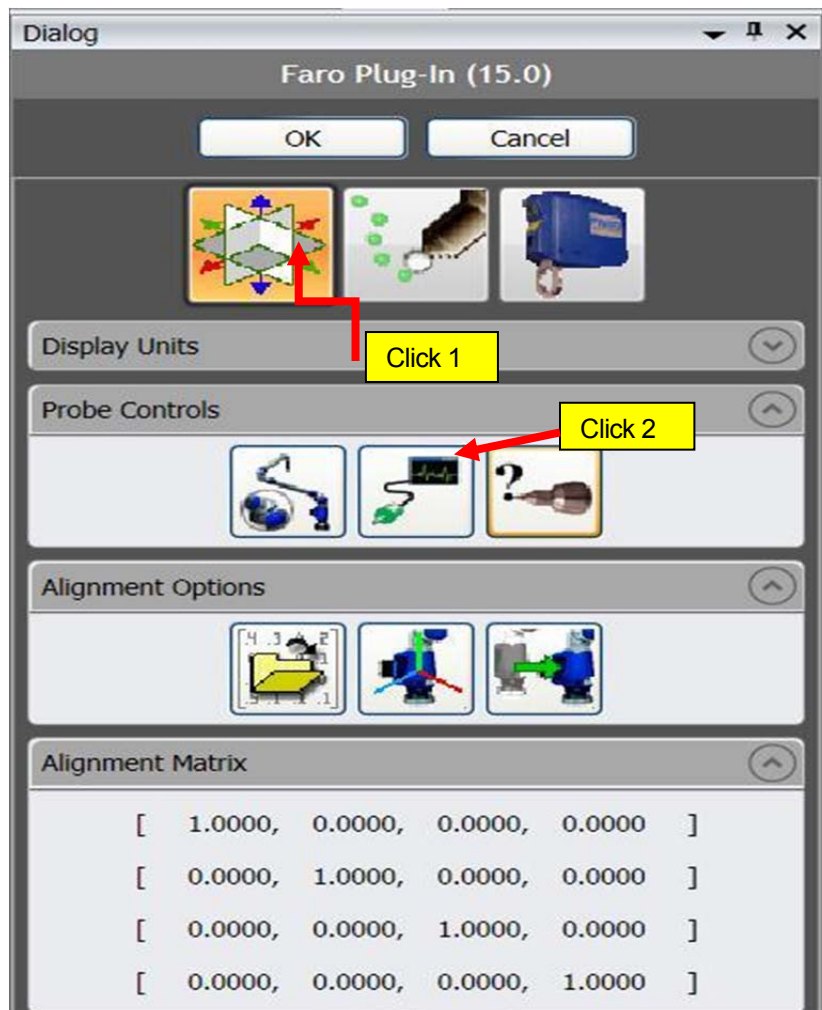 Dialog
Faro Plug-In (15.0)
OK Cancel
Display Units
Click 1
Probe Controls
Click 2
?
Alignment Options
Alignment Matrix
[ 1.0000, 0.0000, 0.0000, 0.0000 ]
[ 0.0000, 1.0000, 0.0000, 0.0000 ]
[ 0.0000, 0.0000, 1.0000, 0.0000 ]
[ 0.0000, 0.0000, 0.0000, 1.0000 ]